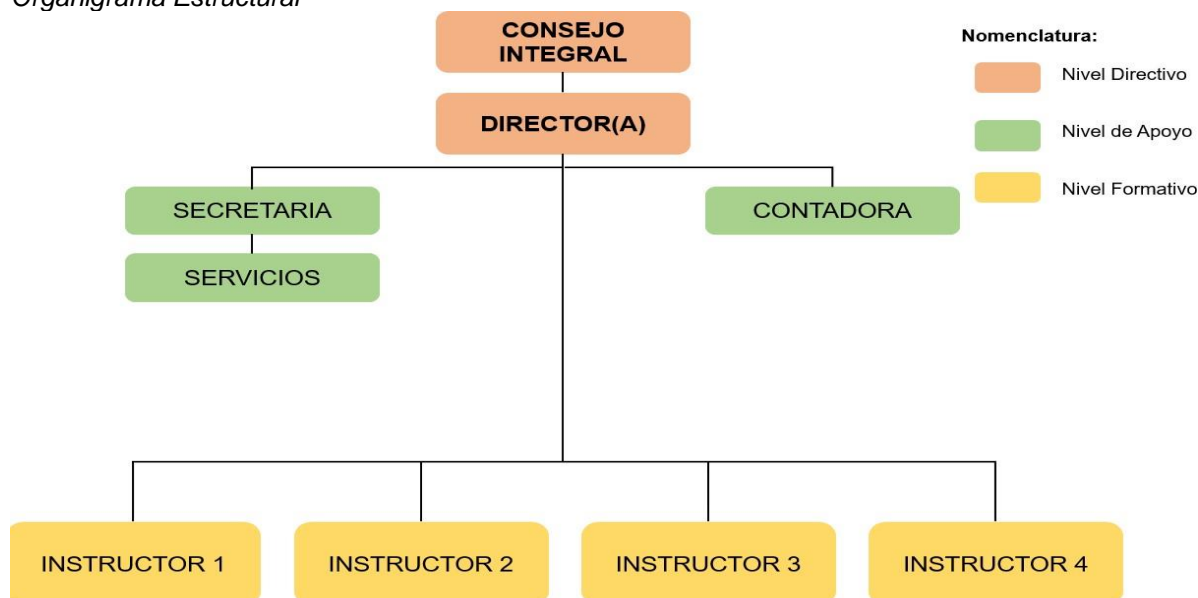 Organigrama Estructural
CONSEJO
INTEGRAL
DIRECTOR(A)
SECRETARIA
CONTADORA
SERVICIOS
INSTRUCTOR 1
INSTRUCTOR 2
INSTRUCTOR 3
INSTRUCTOR 4
Nomenclatura:
Nivel Directivo
Nivel de Apoyo
Nivel Formativo